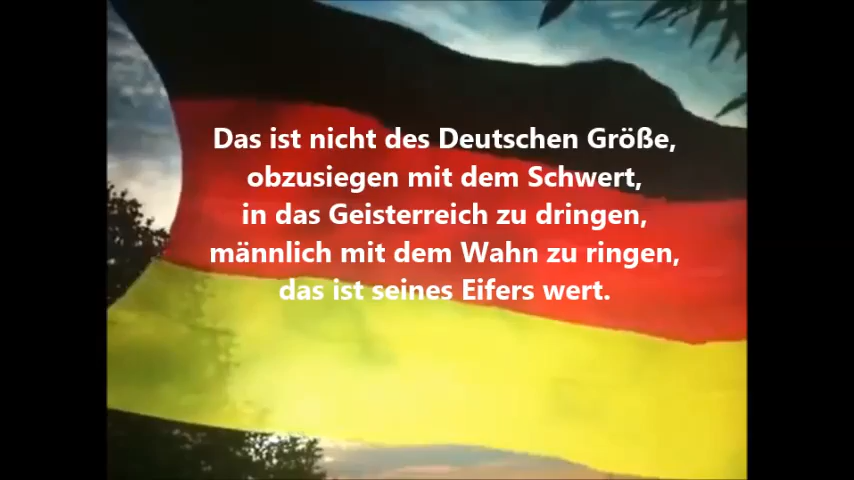 Das ist nicht des Deutschen Größe,
obzusiegen mit dem Schwert,
in das Geisterreich zu dringen,
männlich mit dem Wahn zu ringen,
das ist seines Eifers wert.